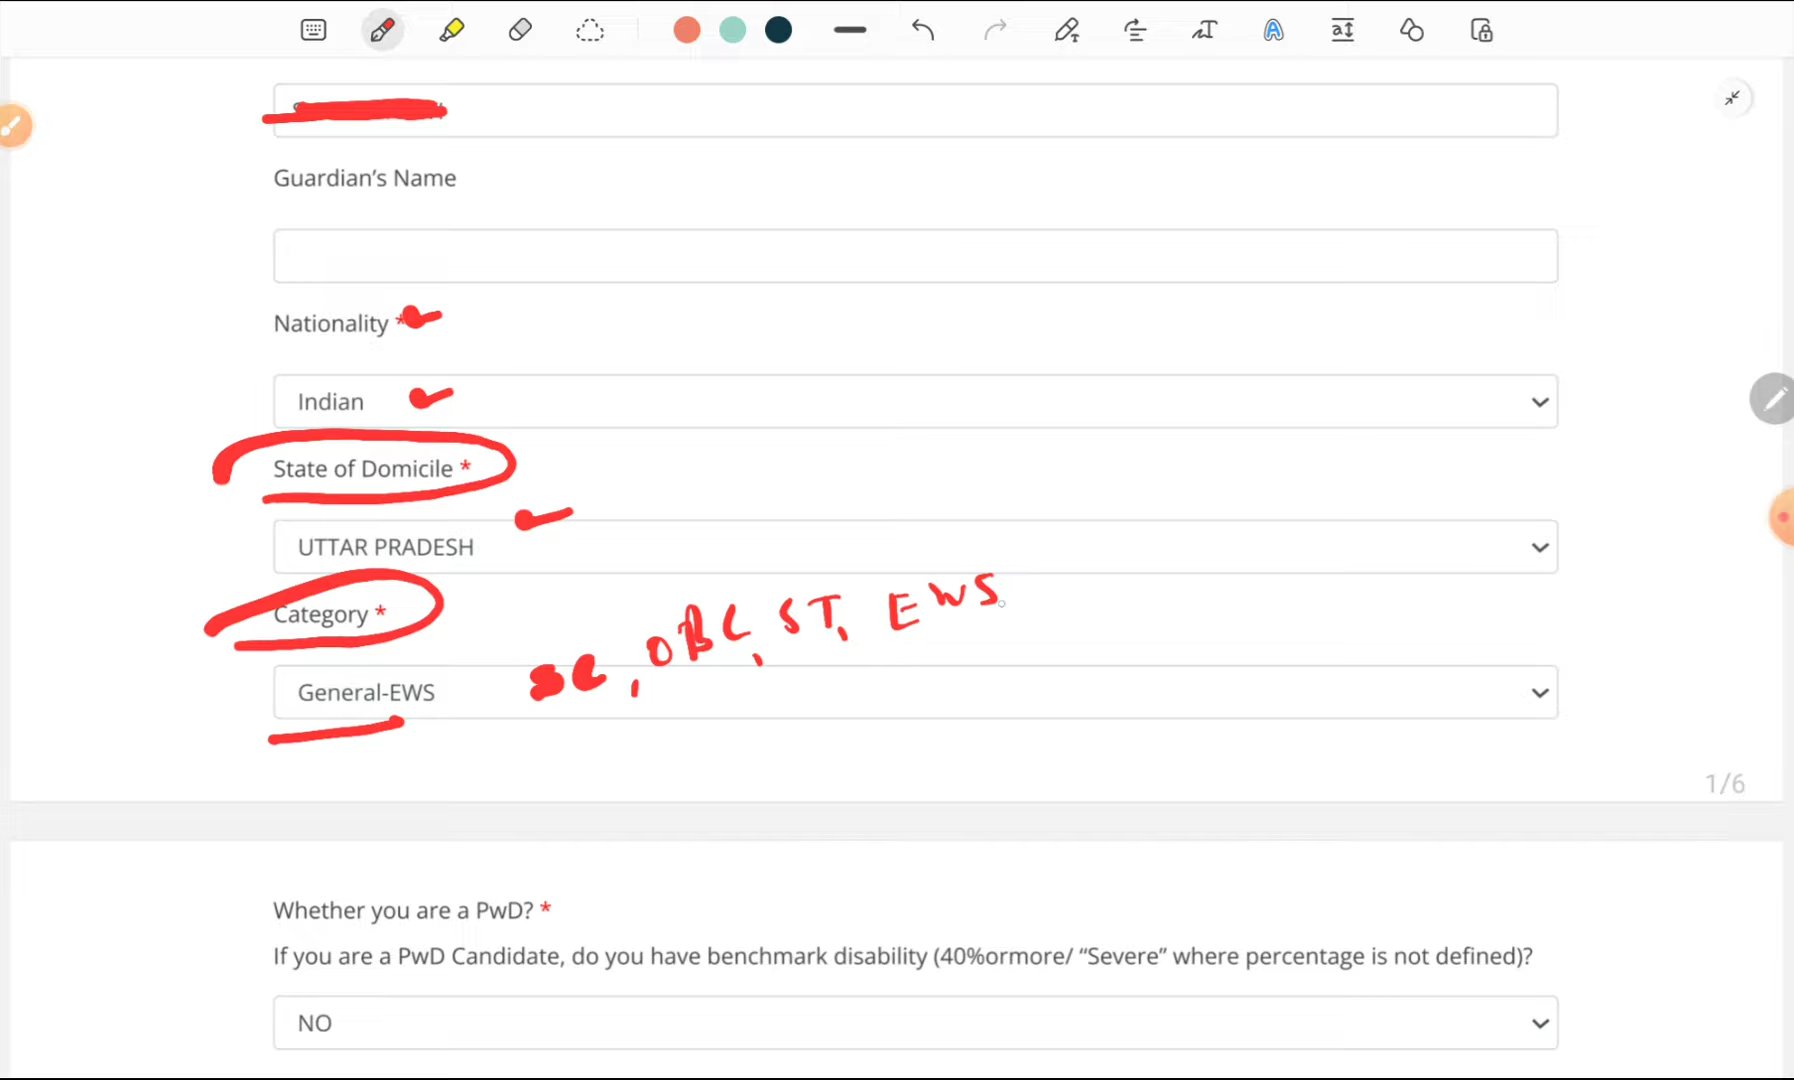 Guardian’s Name
Nationality *
Indian
State of Domicile *
UTTAR PRADESH
Category *
SC, OBC, ST, EWS
General-EWS
1/6
Whether you are a PwD? *
If you are a PwD Candidate, do you have benchmark disability (40%ormore/ “Severe” where percentage is not defined)?
NO